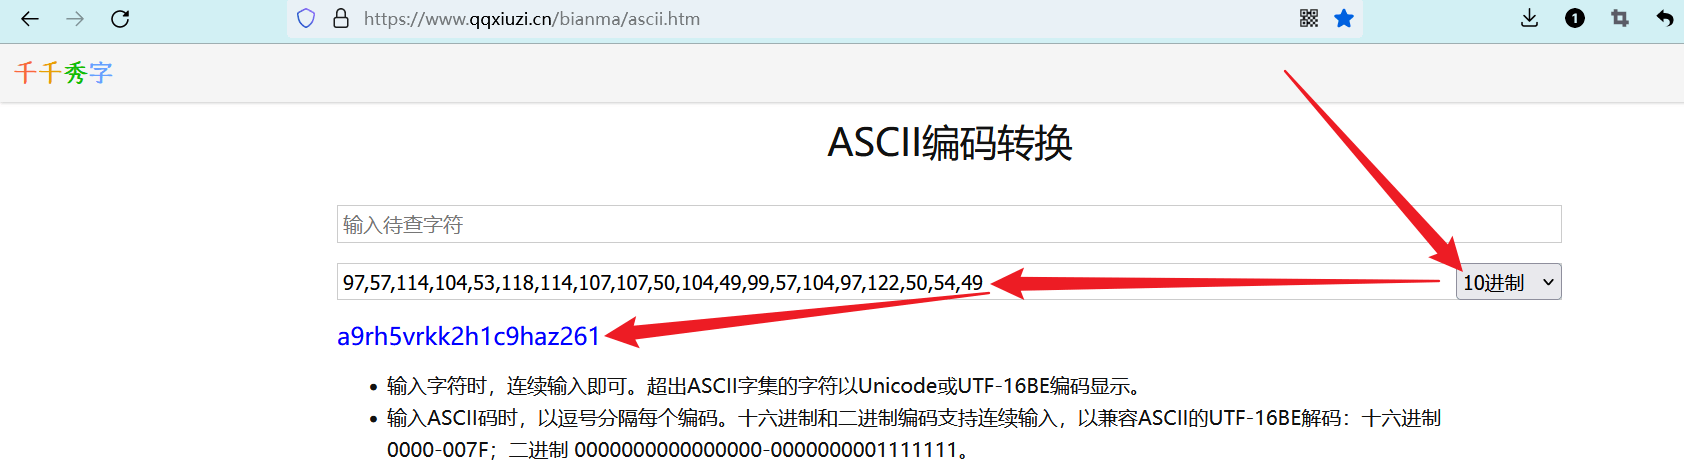 https://www.qqxiuzi.cn/bianma/ascii.htm
1
千千秀字
ASCII编码转换
输入待查字符
97,57,114,104,53,118,114,107,107,50,104,49,99,57,104,97,122,50,54,49
10进制
a9rh5vrkk2h1c9haz261
• 输入字符时，连续输入即可。超出ASCII字集的字符以Unicode或UTF-16BE编码显示。
• 输入ASCII码时，以逗号分隔每个编码。十六进制和二进制编码支持连续输入，以兼容ASCII的UTF-16BE解码：十六进制
0000-007F；二进制 0000000000000000-0000000001111111。